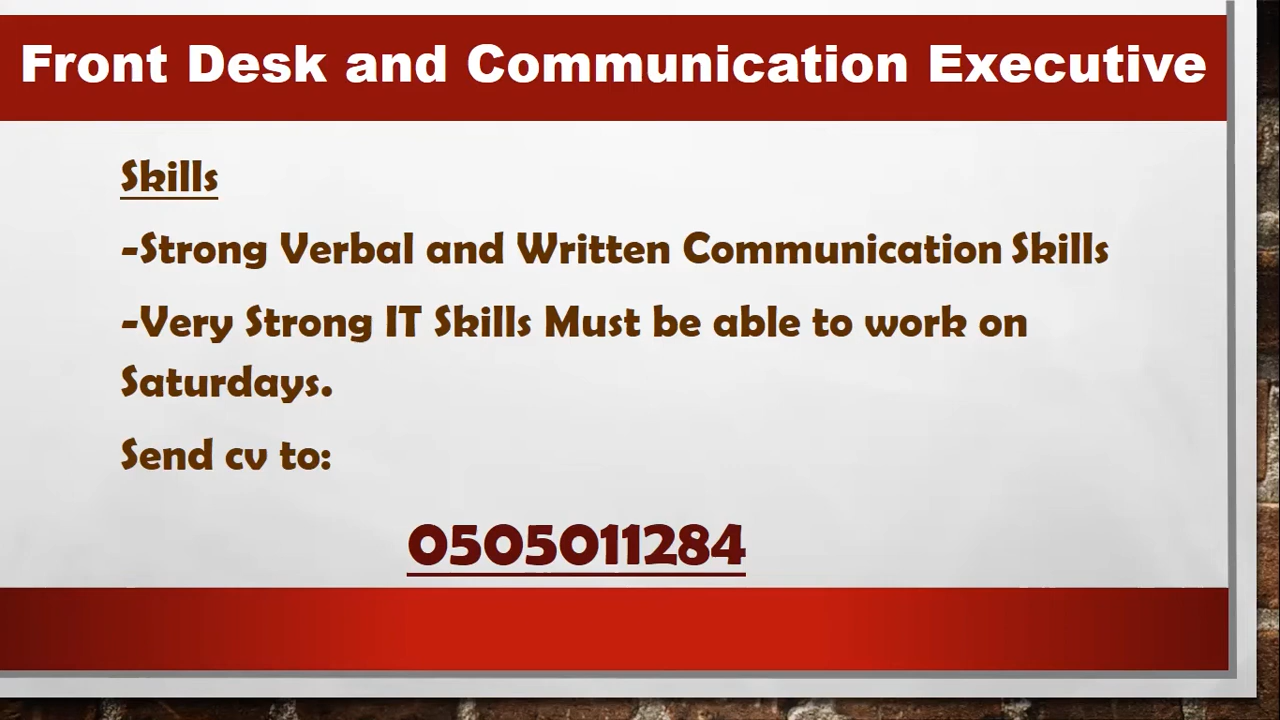 Front Desk and Communication Executive
Skills
-Strong Verbal and Written Communication Skills
-Very Strong IT Skills Must be able to work on
Saturdays.
Send cv to:
0505011284